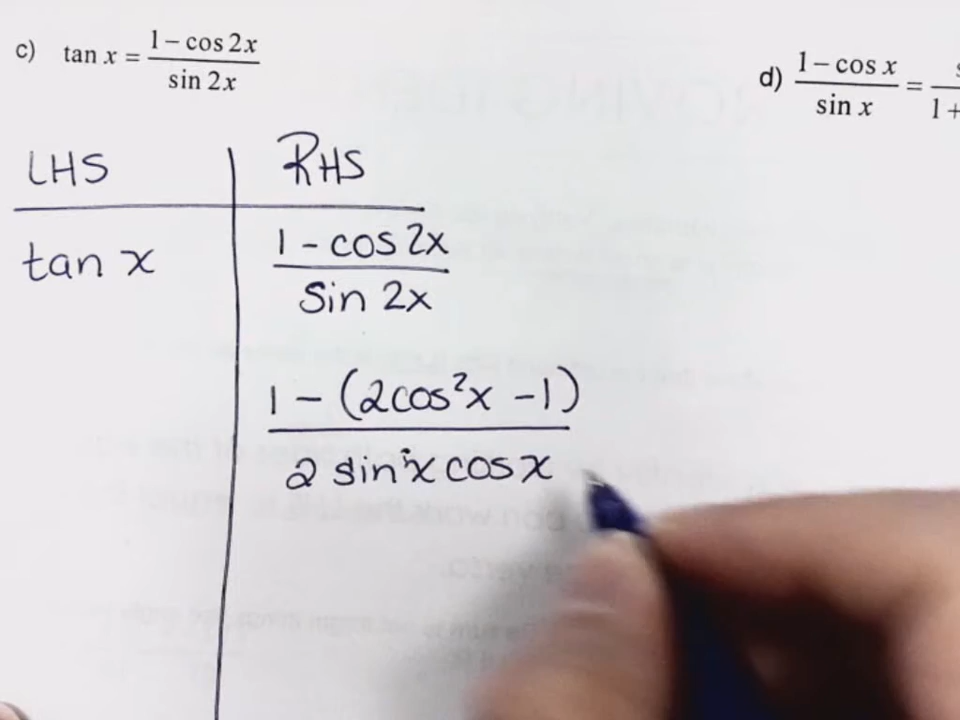 c) tan x = (1 − cos 2x) / (sin 2x)
d) (1 − cos x) / (sin x) =
LHS | RHS
tan x | (1 - cos 2x) / (sin 2x)
(1 - (2cos²x - 1)) / (2 sin²x cos x)